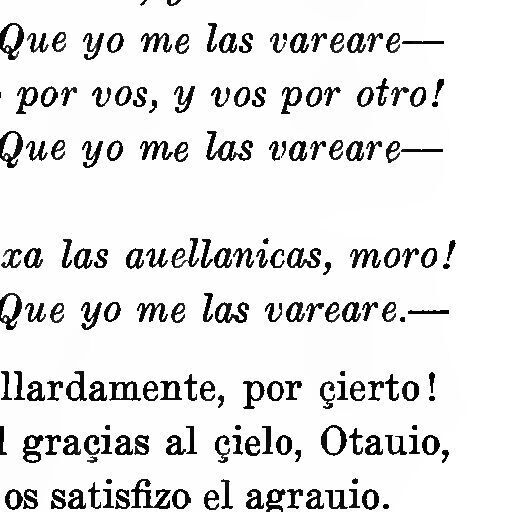 Que yo me las vareare—
por vos, y vos por otro!
Que yo me las vareare—
xa las auellanicas, moro!
Que yo me las vareare.—
llardamente, por çierto!
graçias al çielo, Otauio,
os satisfizo el agrauio.